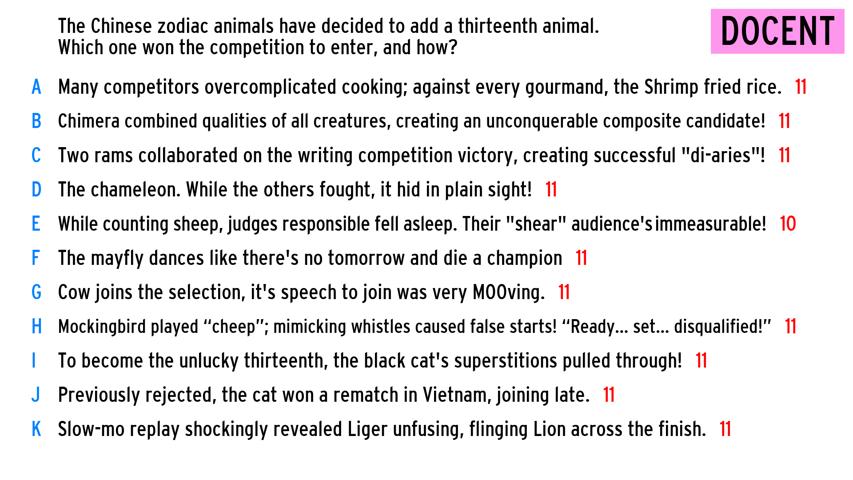 The Chinese zodiac animals have decided to add a thirteenth animal.
Which one won the competition to enter, and how?
DOCENT
A Many competitors overcomplicated cooking; against every gourmand, the Shrimp fried rice. 11
B Chimera combined qualities of all creatures, creating an unconquerable composite candidate! 11
C Two rams collaborated on the writing competition victory, creating successful "di-aries"! 11
D The chameleon. While the others fought, it hid in plain sight! 11
E While counting sheep, judges responsible fell asleep. Their "shear" audience's immeasurable! 10
F The mayfly dances like there's no tomorrow and die a champion 11
G Cow joins the selection, it's speech to join was very MOOving. 11
H Mockingbird played “cheep”; mimicking whistles caused false starts! “Ready... set... disqualified!” 11
I To become the unlucky thirteenth, the black cat's superstitions pulled through! 11
J Previously rejected, the cat won a rematch in Vietnam, joining late. 11
K Slow-mo replay shockingly revealed Liger unfusing, flinging Lion across the finish. 11